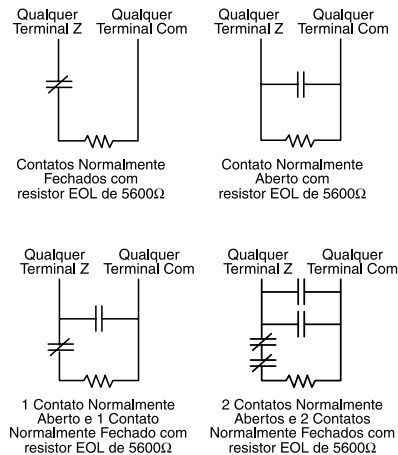 Qualquer
Terminal Z
Qualquer
Terminal Com
Contatos Normalmente
Fechados com
resistor EOL de 5600Ω
Qualquer
Terminal Z
Qualquer
Terminal Com
Contato Normalmente
Aberto com
resistor EOL de 5600Ω
Qualquer
Terminal Z
Qualquer
Terminal Com
1 Contato Normalmente
Aberto e 1 Contato
Normalmente Fechado com
resistor EOL de 5600Ω
Qualquer
Terminal Z
Qualquer
Terminal Com
2 Contatos Normalmente
Abertos e 2 Contatos
Normalmente Fechados com
resistor EOL de 5600Ω